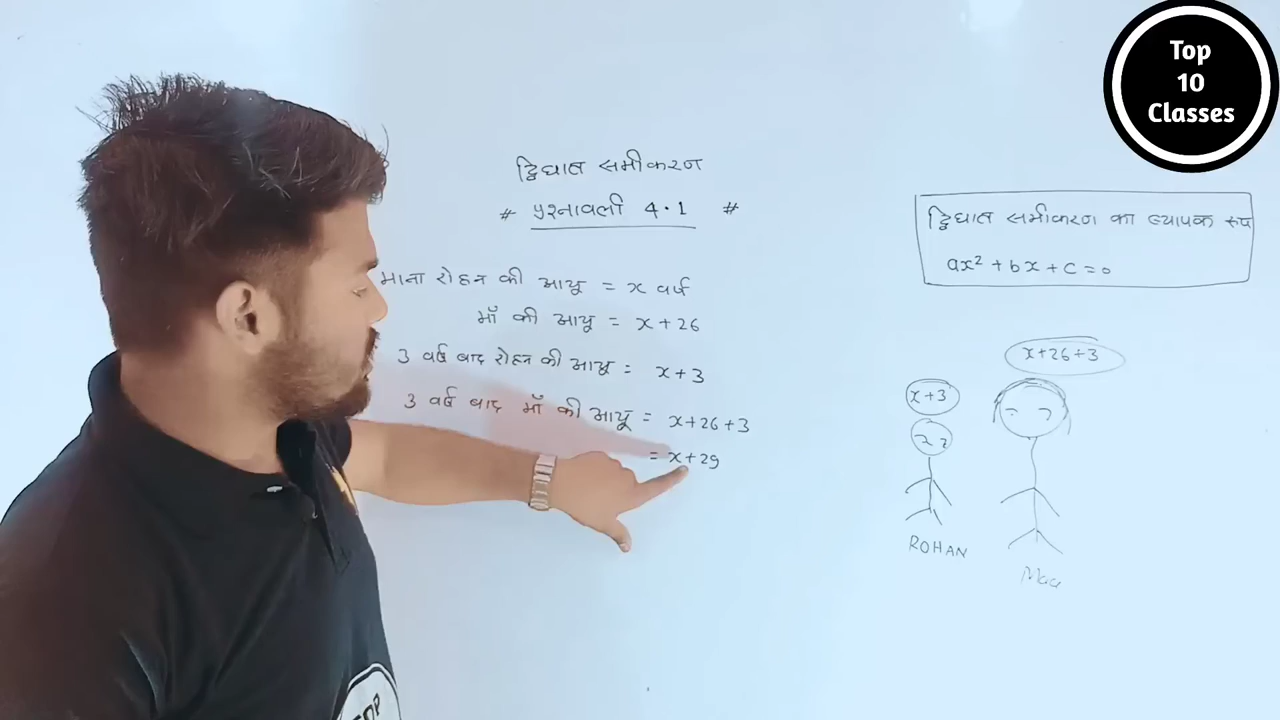 Top
10
Classes
द्विघात समीकरण
# प्रश्नावली 4.1 #
माना रोहन की आयु = x वर्ष
माँ की आयु = x+26
3 वर्ष बाद रोहन की आयु = x+3
3 वर्ष बाद माँ की आयु = x+26+3
= x+29
द्विघात समीकरण का व्यापक रूप
ax² + bx + c = 0
x+26+3
x+3
ROHAN
Maa
TOP